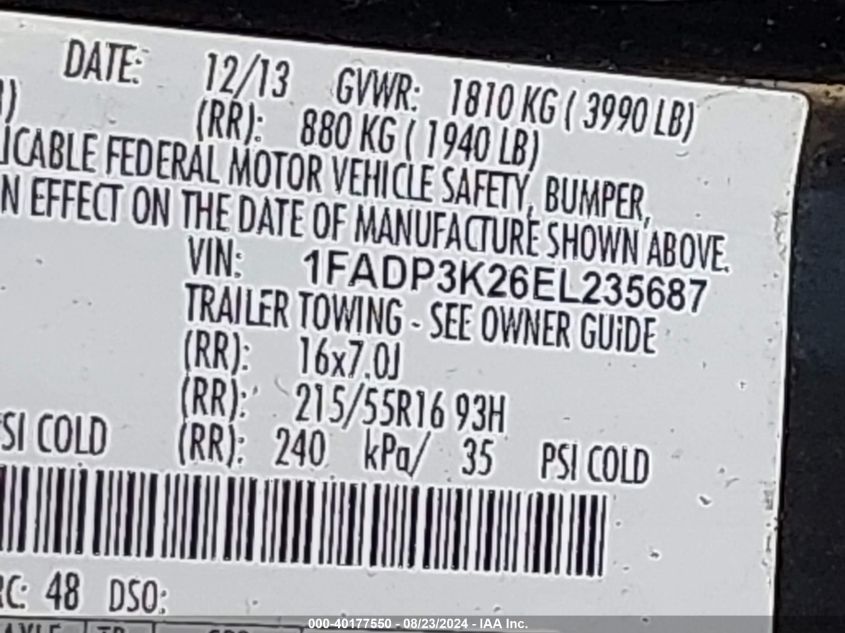 DATE: 12/13 GVWR: 1810 KG ( 3990 LB)
(RR): 880 KG ( 1940 LB)
FEDERAL MOTOR VEHICLE SAFETY, BUMPER,
EFFECT ON THE DATE OF MANUFACTURE SHOWN ABOVE.
VIN: 1FADP3K26EL235687
TRAILER TOWING - SEE OWNER GUiDE
(RR): 16x7.0J
(RR): 215/55R16 93H
SI COLD (RR): 240 kPa/ 35 PSI COLD
RC: 48 DSO:
000-40177550 - 08/23/2024 - IAA Inc.